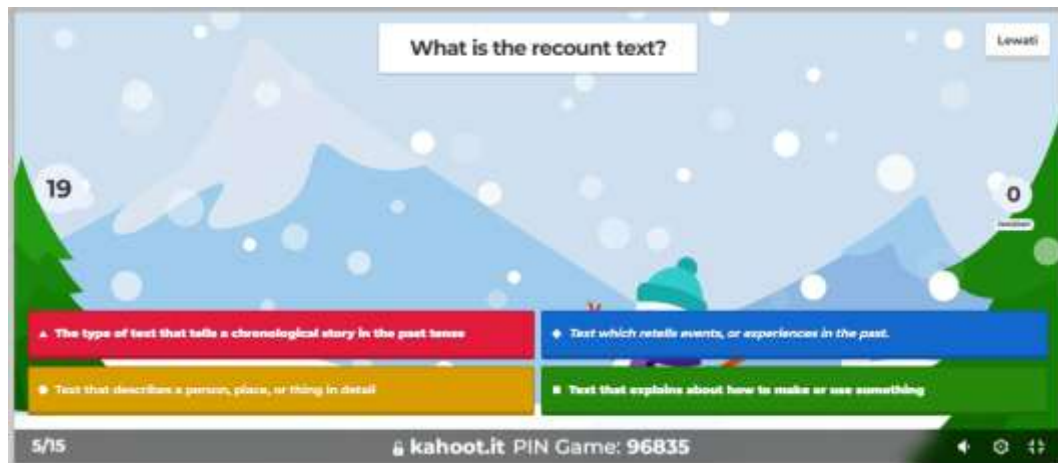 What is the recount text?
Lewati
19
0
The type of text that tells a chronological story in the past tense
Text which retells events, or experiences in the past.
Text that describes a person, place, or thing in detail
Text that explains about how to make or use something
5/15
kahoot.it PIN Game: 96835